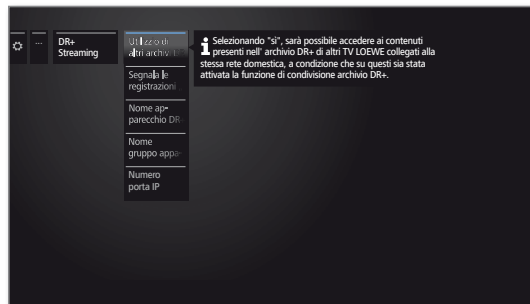 ...
DR+
Streaming
Utilizzo di
altri archivi
Segnala le
registrazioni
Nome ap-
parecchio DR
Nome
gruppo appa-
Numero
porta IP
Selezionando "sì", sarà possibile accedere ai contenuti
presenti nell' archivio DR+ di altri TV LOEWE collegati alla
stessa rete domestica, a condizione che su questi sia stata
attivata la funzione di condivisione archivio DR+.